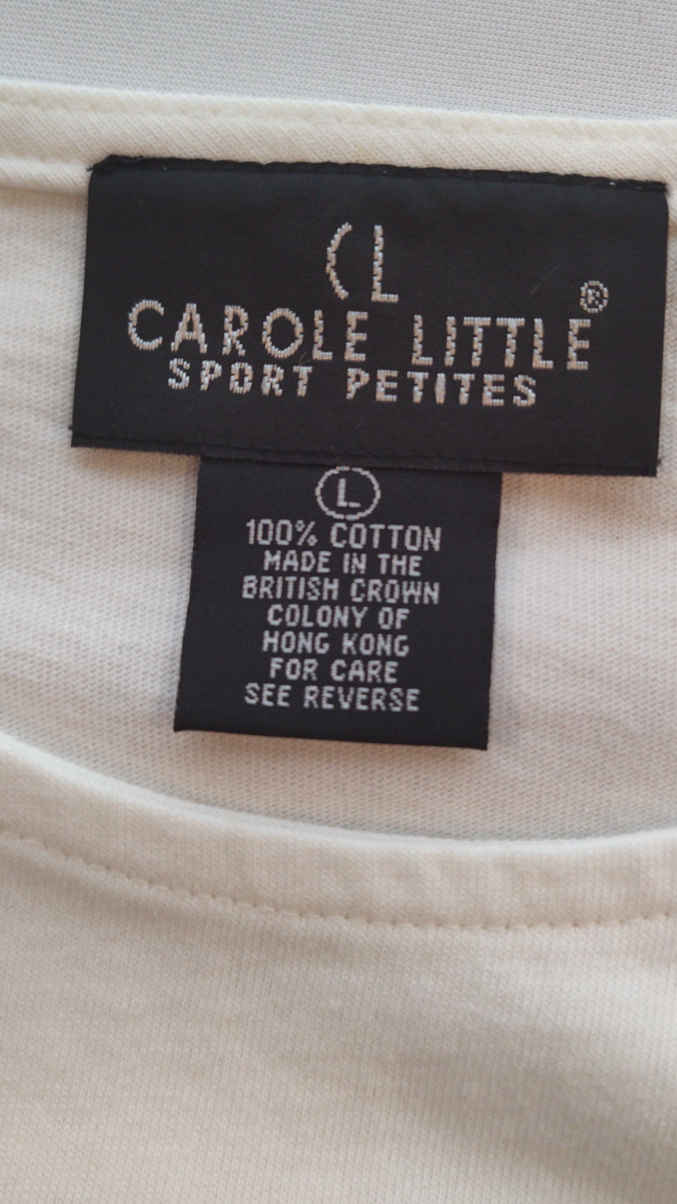 CL
CAROLE LITTLE®
SPORT PETITES
L
100% COTTON
MADE IN THE
BRITISH CROWN
COLONY OF
HONG KONG
FOR CARE
SEE REVERSE